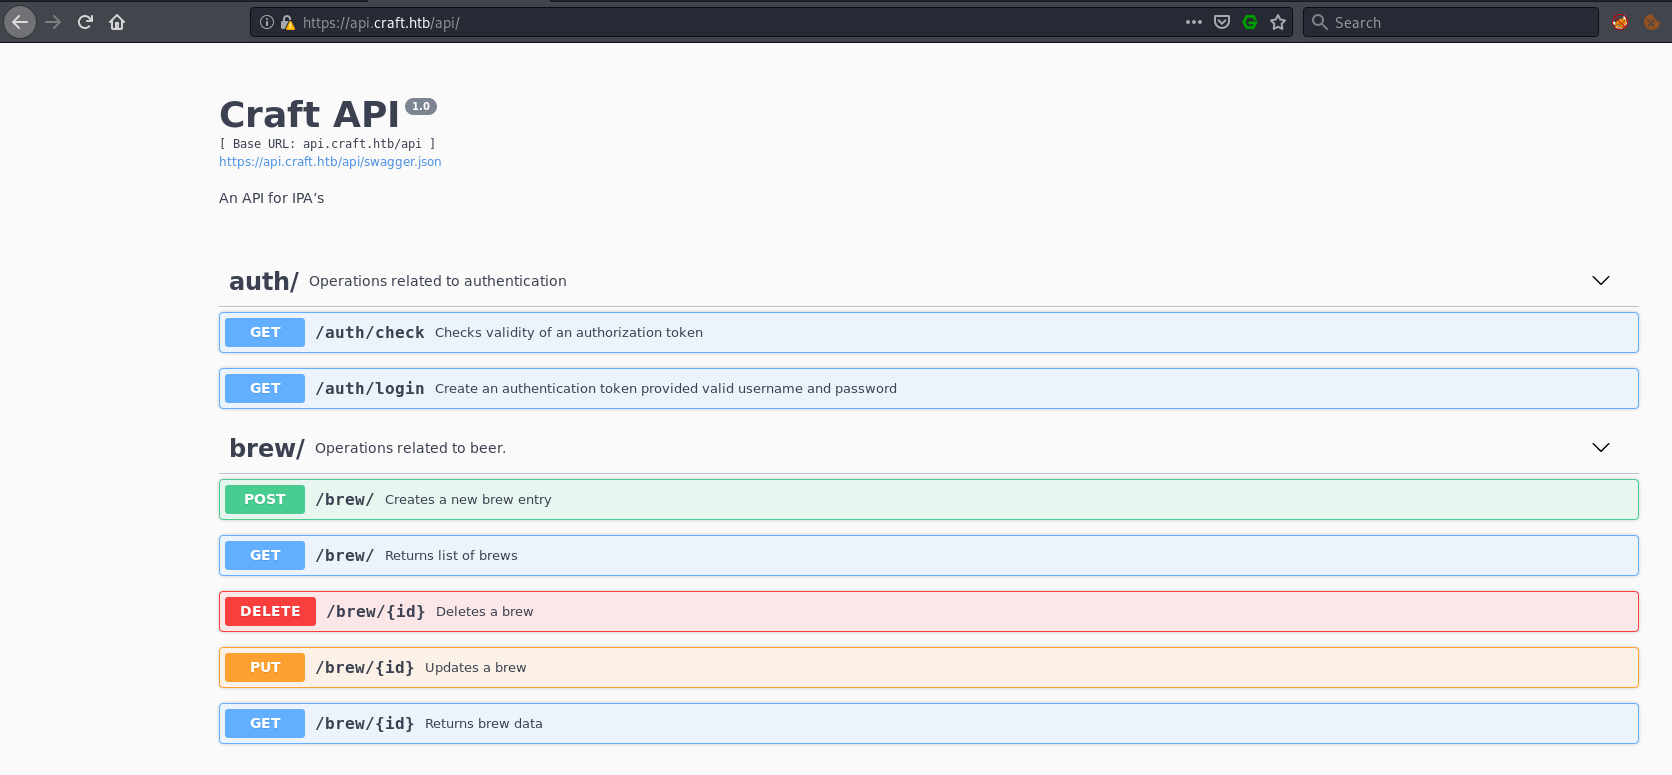 https://api.craft.htb/api/
Search
Craft API 1.0
[ Base URL: api.craft.htb/api ]
https://api.craft.htb/api/swagger.json
An API for IPA’s
auth/ Operations related to authentication
GET /auth/check Checks validity of an authorization token
GET /auth/login Create an authentication token provided valid username and password
brew/ Operations related to beer.
POST /brew/ Creates a new brew entry
GET /brew/ Returns list of brews
DELETE /brew/{id} Deletes a brew
PUT /brew/{id} Updates a brew
GET /brew/{id} Returns brew data